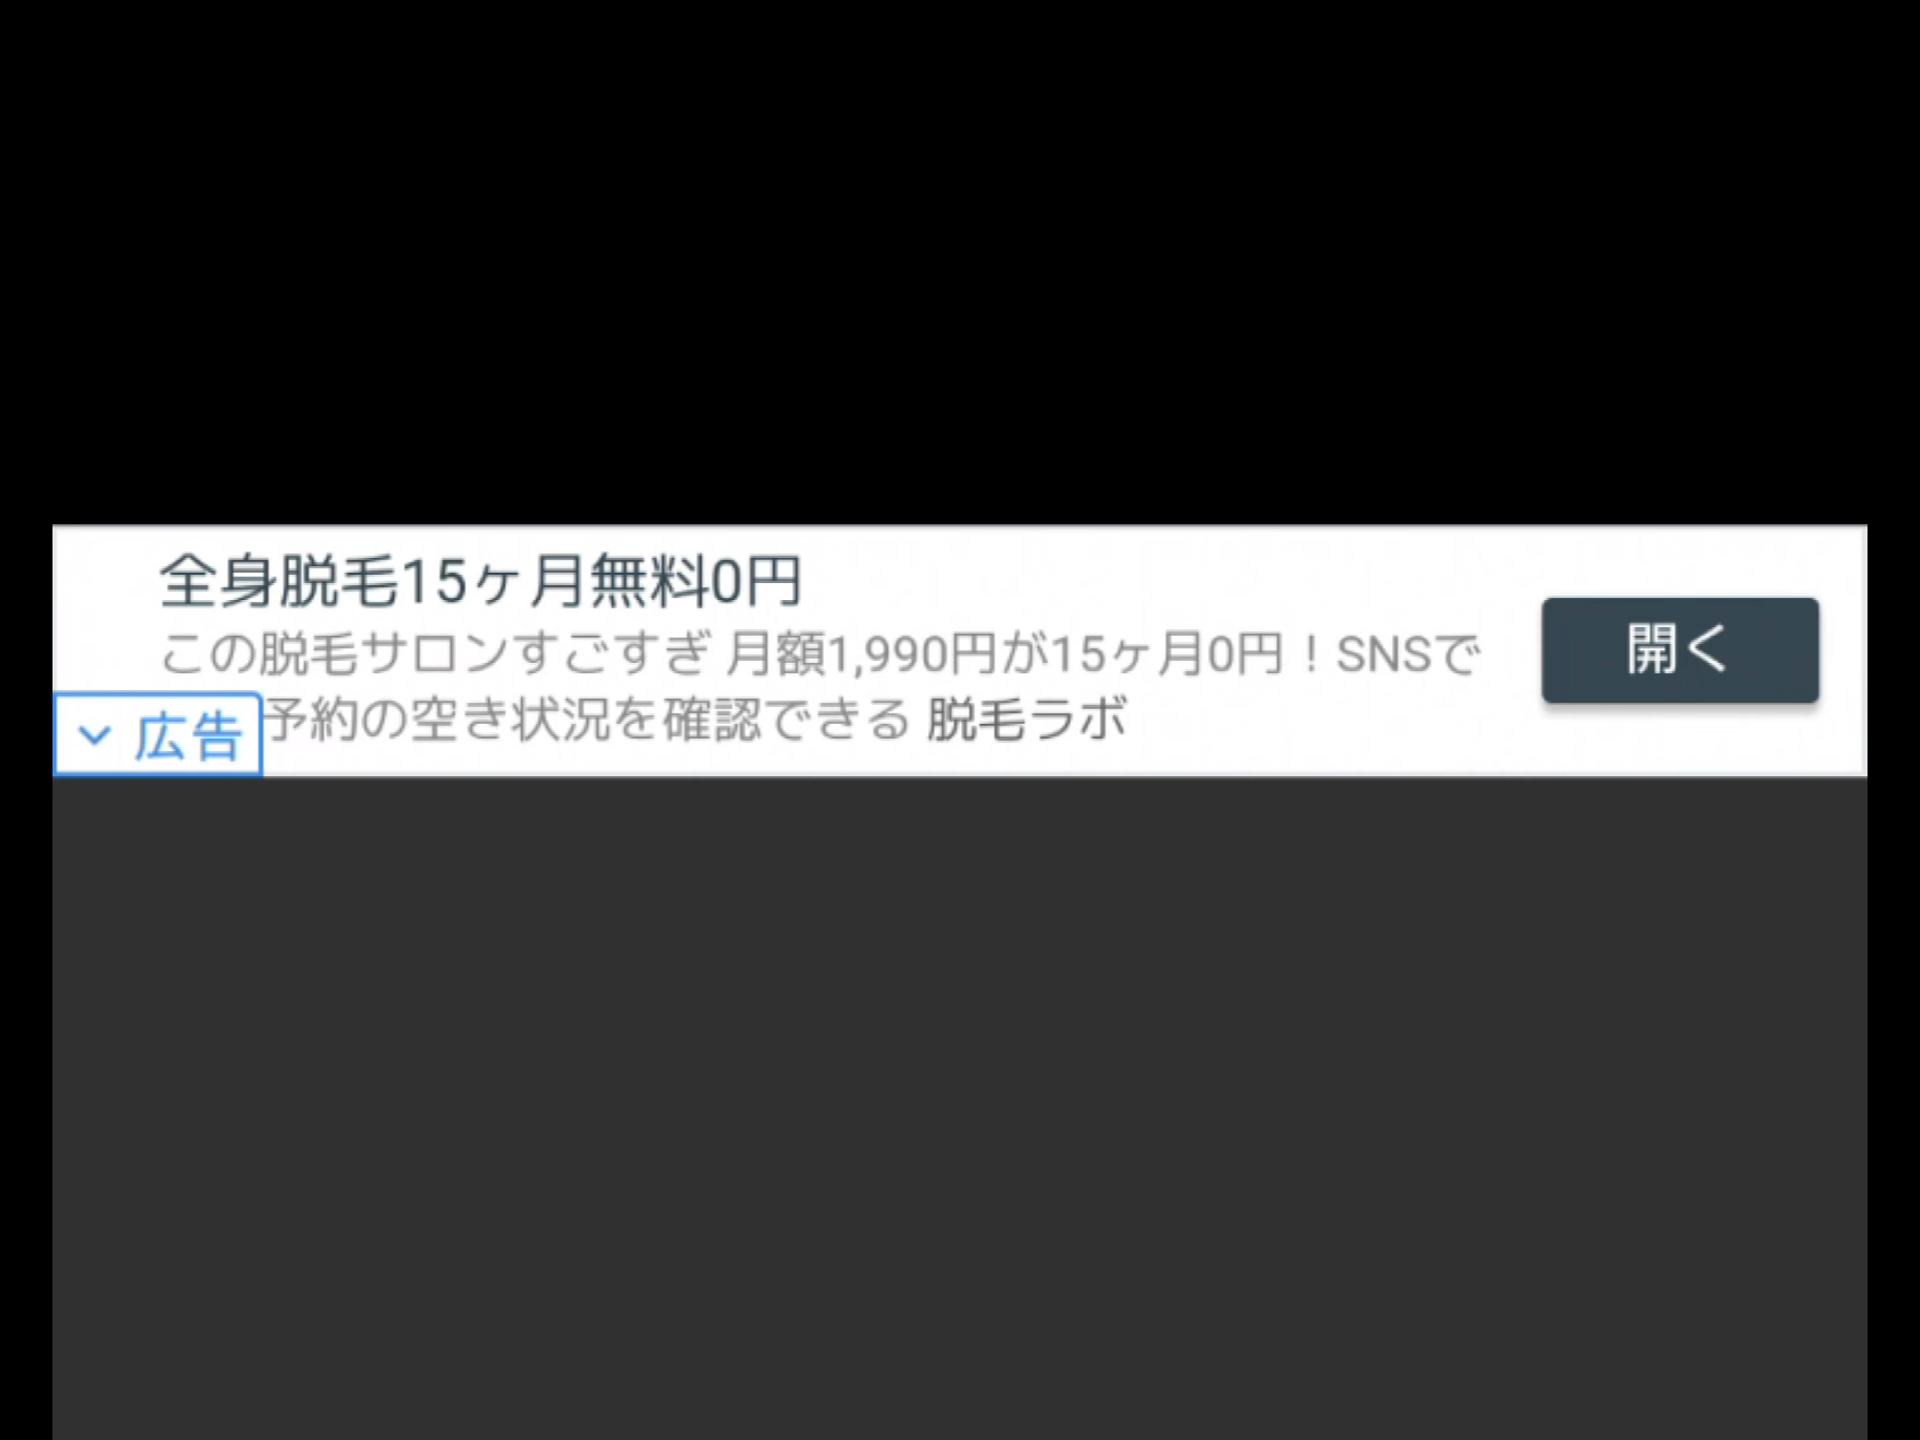 全身脱毛15ヶ月無料0円
この脱毛サロンすごすぎ 月額1,990円が15ヶ月0円！SNSで
予約の空き状況を確認できる 脱毛ラボ
広告
開く